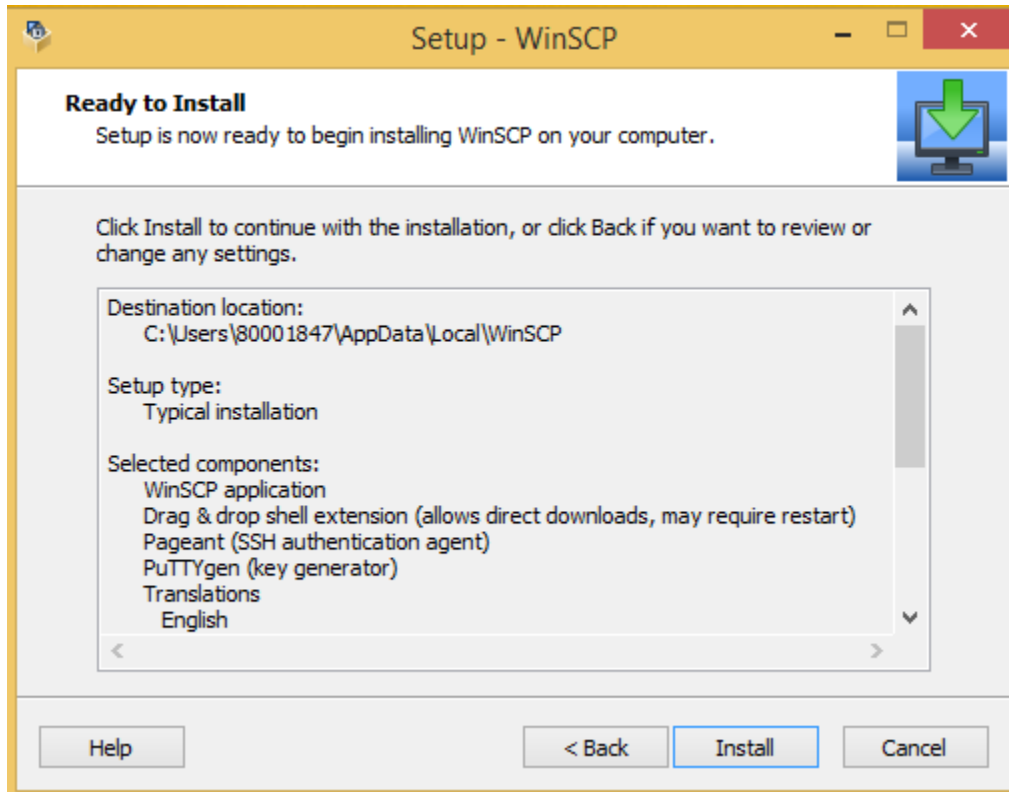 Setup - WinSCP
Ready to Install
Setup is now ready to begin installing WinSCP on your computer.
Click Install to continue with the installation, or click Back if you want to review or
change any settings.
Destination location:
C:\Users\80001847\AppData\Local\WinSCP
Setup type:
Typical installation
Selected components:
WinSCP application
Drag & drop shell extension (allows direct downloads, may require restart)
Pageant (SSH authentication agent)
PuTTYgen (key generator)
Translations
English
Help
< Back
Install
Cancel